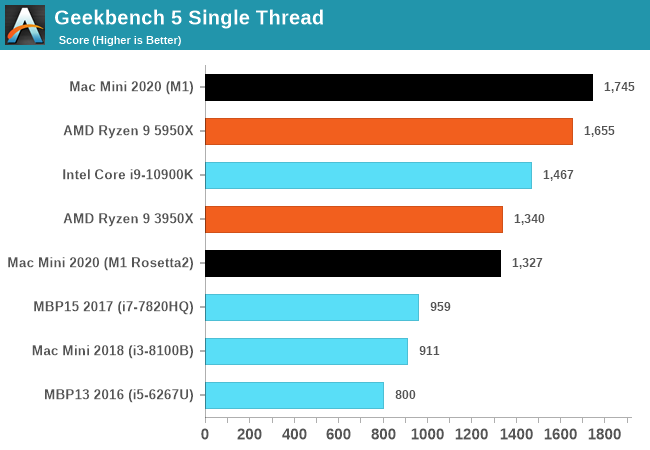 Geekbench 5 Single Thread
Score (Higher is Better)
Mac Mini 2020 (M1) 1,745
AMD Ryzen 9 5950X 1,655
Intel Core i9-10900K 1,467
AMD Ryzen 9 3950X 1,340
Mac Mini 2020 (M1 Rosetta2) 1,327
MBP15 2017 (i7-7820HQ) 959
Mac Mini 2018 (i3-8100B) 911
MBP13 2016 (i5-6267U) 800
0 200 400 600 800 1000 1200 1400 1600 1800